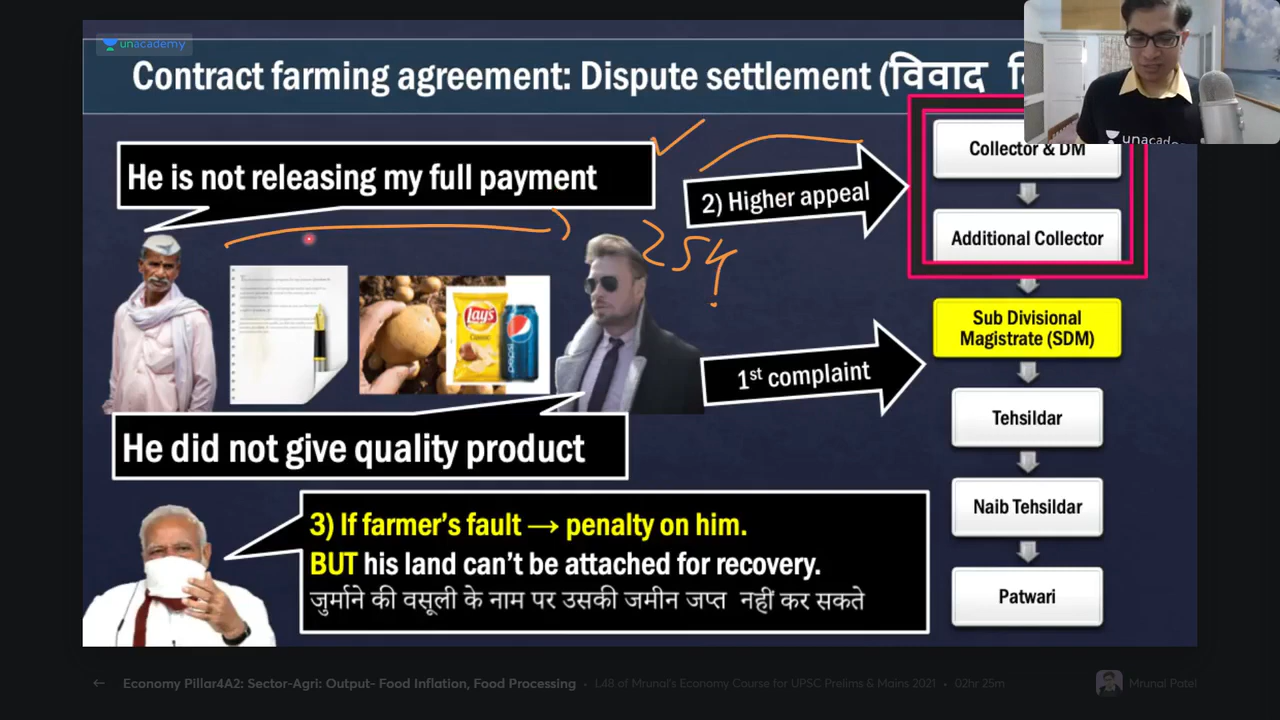 unacademy
Contract farming agreement: Dispute settlement (विवाद
He is not releasing my full payment
2) Higher appeal
Collector & DM
Additional Collector
254
Lay's
Classic
pepsi
1st complaint
Sub Divisional
Magistrate (SDM)
Tehsildar
Naib Tehsildar
Patwari
He did not give quality product
3) If farmer's fault → penalty on him.
BUT his land can't be attached for recovery.
जुर्माने की वसूली के नाम पर उसकी जमीन जप्त नहीं कर सकते
unacademy
← Economy Pillar4A2: Sector-Agri: Output- Food Inflation, Food Processing • L48 of Mrunal's Economy Course for UPSC Prelims & Mains 2021 • 02hr 25m
Mrunal Patel